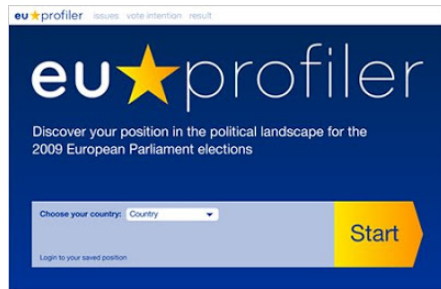 eu profiler issues vote intention result
eu profiler
Discover your position in the political landscape for the
2009 European Parliament elections
Choose your country: Country
Start
Login to your saved position